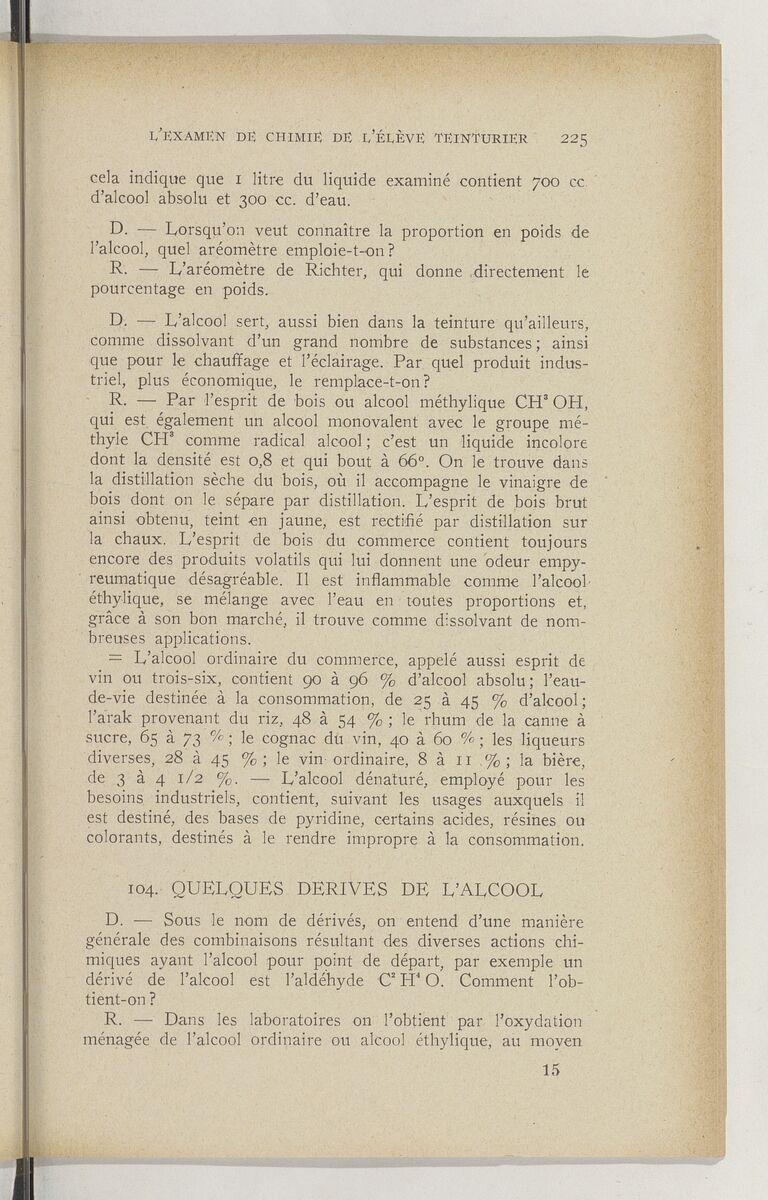 L'EXAMEN DE CHIMIE DE L'ÉLÈVE TEINTURIER 225
cela indique que 1 litre du liquide examiné contient 700 cc
d'alcool absolu et 300 cc. d'eau.
D. — Lorsqu'on veut connaître la proportion en poids de
l'alcool, quel aréomètre emploie-t-on ?
R. — L'aréomètre de Richter, qui donne directement le
pourcentage en poids.
D. — L'alcool sert, aussi bien dans la teinture qu'ailleurs,
comme dissolvant d'un grand nombre de substances ; ainsi
que pour le chauffage et l'éclairage. Par quel produit indus-
triel, plus économique, le remplace-t-on ?
R. — Par l'esprit de bois ou alcool méthylique CH³ OH,
qui est également un alcool monovalent avec le groupe mé-
thyle CH³ comme radical alcool ; c'est un liquide incolore
dont la densité est 0,8 et qui bout à 66°. On le trouve dans
la distillation sèche du bois, où il accompagne le vinaigre de
bois dont on le sépare par distillation. L'esprit de bois brut
ainsi obtenu, teint en jaune, est rectifié par distillation sur
la chaux. L'esprit de bois du commerce contient toujours
encore des produits volatils qui lui donnent une odeur empy-
reumatique désagréable. Il est inflammable comme l'alcool
éthylique, se mélange avec l'eau en toutes proportions et,
grâce à son bon marché, il trouve comme dissolvant de nom-
breuses applications.
= L'alcool ordinaire du commerce, appelé aussi esprit de
vin ou trois-six, contient 90 à 96 % d'alcool absolu ; l'eau-
de-vie destinée à la consommation, de 25 à 45 % d'alcool ;
l'arak provenant du riz, 48 à 54 % ; le rhum de la canne à
sucre, 65 à 73 % ; le cognac du vin, 40 à 60 % ; les liqueurs
diverses, 28 à 45 % ; le vin ordinaire, 8 à 11 % ; la bière,
de 3 à 4 1/2 %. — L'alcool dénaturé, employé pour les
besoins industriels, contient, suivant les usages auxquels il
est destiné, des bases de pyridine, certains acides, résines ou
colorants, destinés à le rendre impropre à la consommation.
104. QUELQUES DERIVES DE L'ALCOOL
D. — Sous le nom de dérivés, on entend d'une manière
générale des combinaisons résultant des diverses actions chi-
miques ayant l'alcool pour point de départ, par exemple un
dérivé de l'alcool est l'aldéhyde C² H⁴ O. Comment l'ob-
tient-on ?
R. — Dans les laboratoires on l'obtient par l'oxydation
ménagée de l'alcool ordinaire ou alcool éthylique, au moyen
15